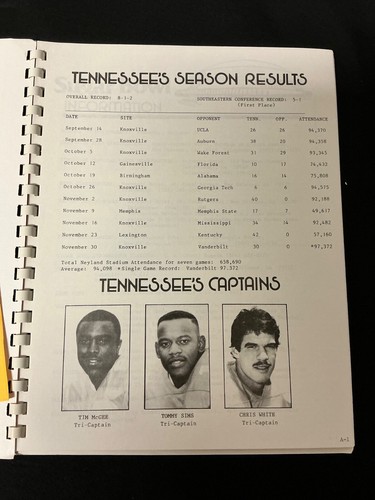 TENNESSEE'S SEASON RESULTS
OVERALL RECORD: 8-1-2 SOUTHEASTERN CONFERENCE RECORD: 5-1
(First Place)
DATE SITE OPPONENT TENN OPP. ATTENDANCE
September 14 Knoxville UCLA 26 26 94,370
September 28 Knoxville Auburn 38 20 94,358
October 5 Knoxville Wake Forest 31 29 93,345
October 12 Gainesville Florida 10 17 74,432
October 19 Birmingham Alabama 16 14 75,808
October 26 Knoxville Georgia Tech 6 6 94,575
November 2 Knoxville Rutgers 40 0 92,188
November 9 Memphis Memphis State 17 7 49,617
November 16 Knoxville Mississippi 34 14 92,482
November 23 Lexington Kentucky 42 0 57,160
November 30 Knoxville Vanderbilt 30 0 *97,372
Total Neyland Stadium Attendance for seven games: 658,690
Average: 94,098 *Single Game Record: Vanderbilt 97,372
TENNESSEE'S CAPTAINS
TIM McGEE TOMMY SIMS CHRIS WHITE
Tri-Captain Tri-Captain Tri-Captain
A-1